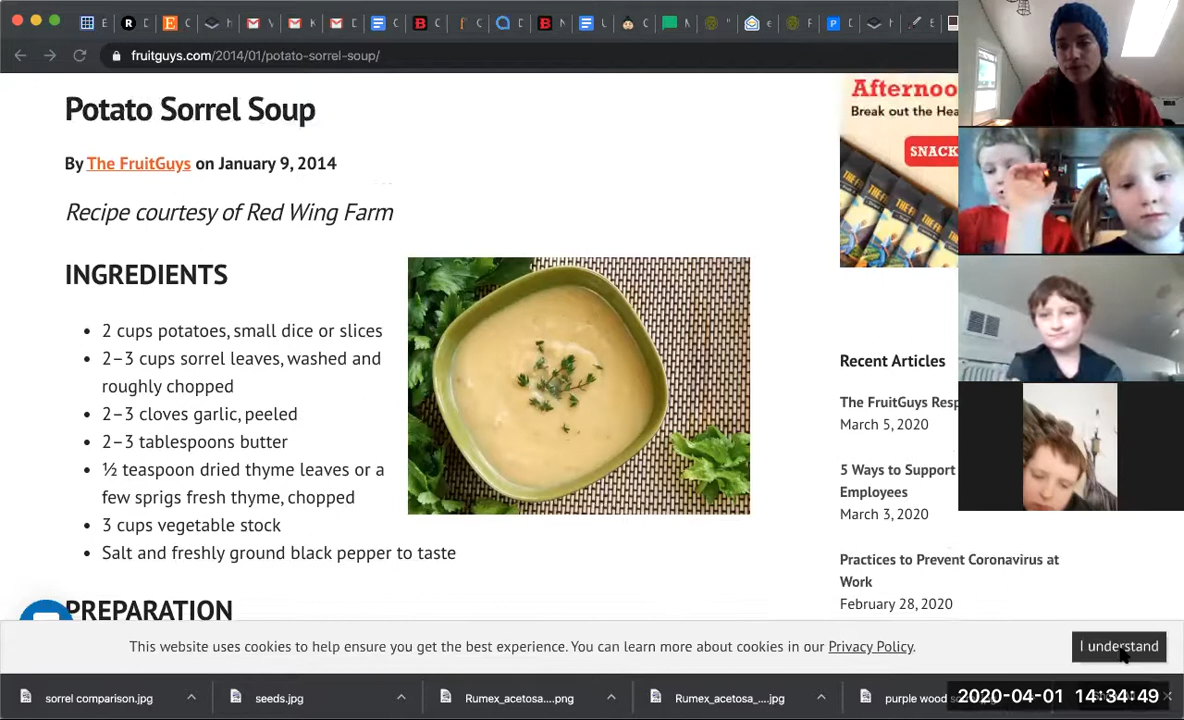 fruitguys.com/2014/01/potato-sorrel-soup/
Potato Sorrel Soup
By The FruitGuys on January 9, 2014
Recipe courtesy of Red Wing Farm
INGREDIENTS
• 2 cups potatoes, small dice or slices
• 2–3 cups sorrel leaves, washed and
roughly chopped
• 2–3 cloves garlic, peeled
• 2–3 tablespoons butter
• ½ teaspoon dried thyme leaves or a
few sprigs fresh thyme, chopped
• 3 cups vegetable stock
• Salt and freshly ground black pepper to taste
PREPARATION
Afternoo
Break out the Hea
SNACK
Recent Articles
The FruitGuys Resp
March 5, 2020
5 Ways to Support
Employees
March 3, 2020
Practices to Prevent Coronavirus at
Work
February 28, 2020
This website uses cookies to help ensure you get the best experience. You can learn more about cookies in our Privacy Policy.
I understand
sorrel comparison.jpg
seeds.jpg
Rumex_acetosa....png
Rumex_acetosa_....jpg
purple wood
2020-04-01 14:34:49